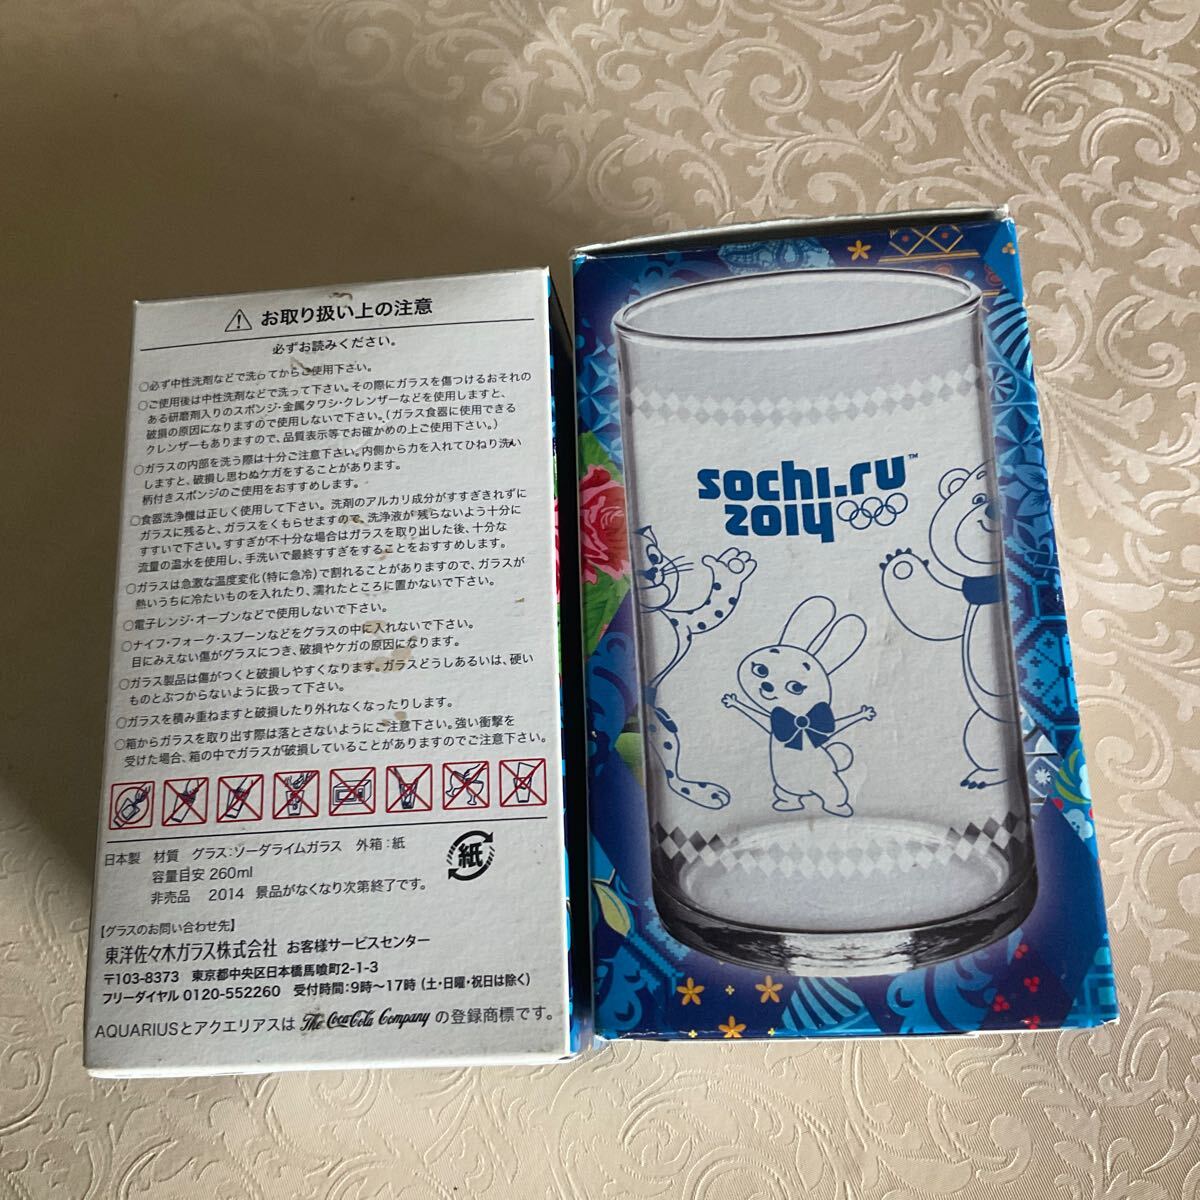 お取り扱い上の注意
必ずお読みください。
○必ず中性洗剤などで洗ってからご使用下さい。
○ご使用後は中性洗剤などで洗って下さい。その際にガラスを傷つけるおそれの
ある研磨剤入りのスポンジ・金属タワシ・クレンザーなどを使用しますと、
破損の原因になりますので使用しないで下さい。(ガラス食器に使用できる
クレンザーもありますので、品質表示等でお確かめの上ご使用下さい。)
○ガラスの内部を洗う際は十分ご注意下さい。内側から力を入れてひねり洗い
しますと、破損し思わぬケガをすることがあります。
柄付きスポンジのご使用をおすすめします。
○食器洗浄機は正しく使用して下さい。洗剤のアルカリ成分がすすぎきれずに
ガラスに残ると、ガラスをくもらせますので、洗浄液が残らないよう十分に
すすいで下さい。すすぎが不十分な場合はガラスを取り出した後、十分な
流量の温水を使用し、手洗いで最終すすぎをすることをおすすめします。
○ガラスは急激な温度変化(特に急冷)で割れることがありますので、ガラスが
熱いうちに冷たいものを入れたり、濡れたところに置かないで下さい。
○電子レンジ・オーブンなどで使用しないで下さい。
○ナイフ・フォーク・スプーンなどをグラスの中に入れないで下さい。
目にみえない傷がグラスにつき、破損やケガの原因になります。
○ガラス製品は傷がつくと破損しやすくなります。ガラスどうしあるいは、硬い
ものとぶつからないように扱って下さい。
○ガラスを積み重ねますと破損したり外れなくなったりします。
○箱からガラスを取り出す際は落とさないようにご注意下さい。強い衝撃を
受けた場合、箱の中でガラスが破損していることがありますのでご注意下さい。
日本製 材質 グラス:ソーダライムガラス 外箱:紙
容量目安 260ml
非売品 2014 景品がなくなり次第終了です。
紙
【グラスのお問い合わせ先】
東洋佐々木ガラス株式会社 お客様サービスセンター
〒103-8373 東京都中央区日本橋馬喰町2-1-3
フリーダイヤル 0120-552260 受付時間:9時～17時 (土・日曜・祝日は除く)
AQUARIUSとアクエリアスは The Coca-Cola Company の登録商標です。
sochi.ru™
2014